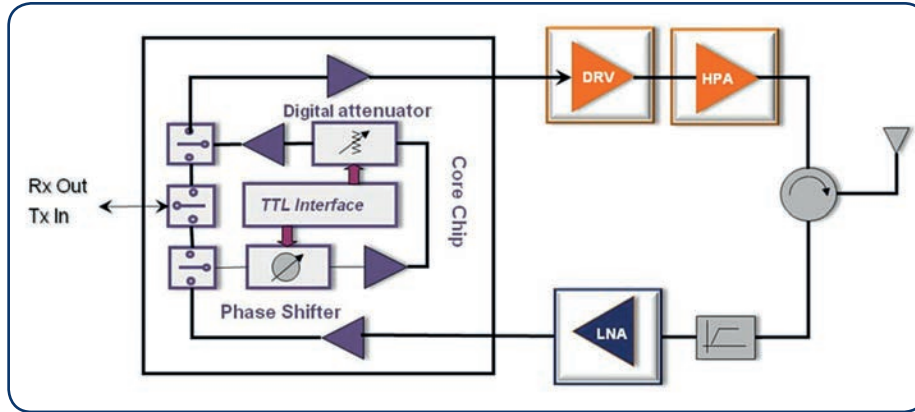 DRV
HPA
Digital attenuator
Core Chip
Rx Out
Tx In
TTL Interface
Phase Shifter
LNA